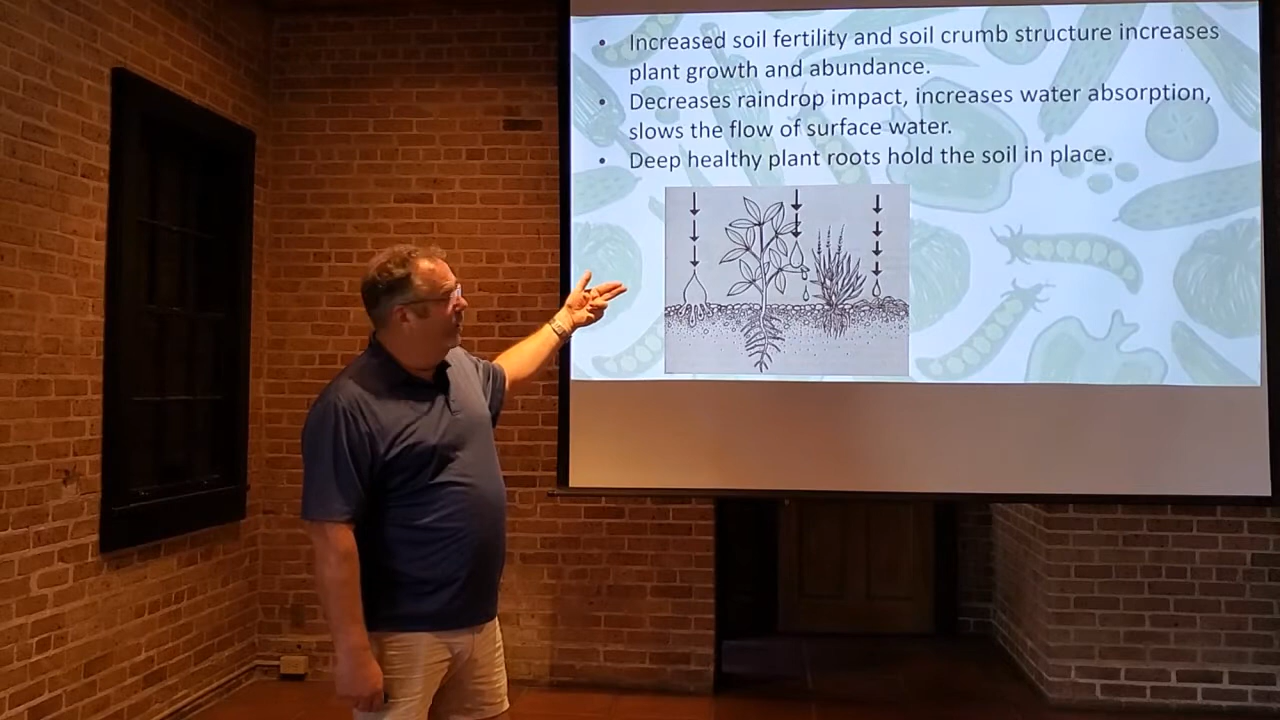 • Increased soil fertility and soil crumb structure increases
plant growth and abundance.
• Decreases raindrop impact, increases water absorption,
slows the flow of surface water.
• Deep healthy plant roots hold the soil in place.